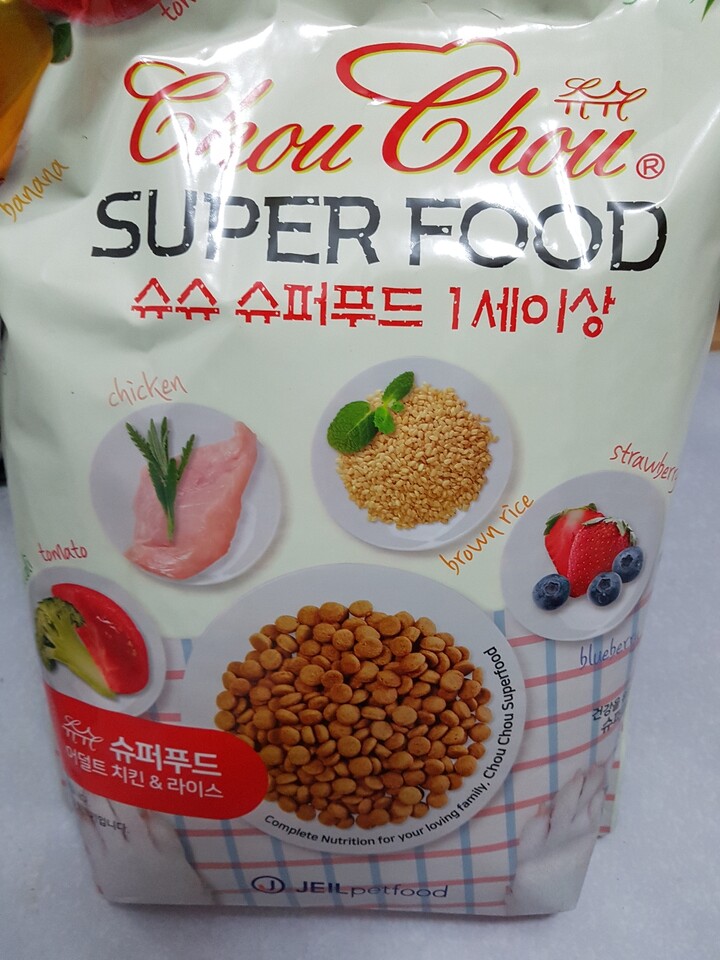 banana
Chou Chou®
슈슈
SUPER FOOD
슈슈 슈퍼푸드 1세이상
chicken
strawberry
brown rice
tomato
blueberry
슈슈 슈퍼푸드
어덜트 치킨 & 라이스
Complete Nutrition for your loving family, Chou Chou Superfood
JEILpetfood